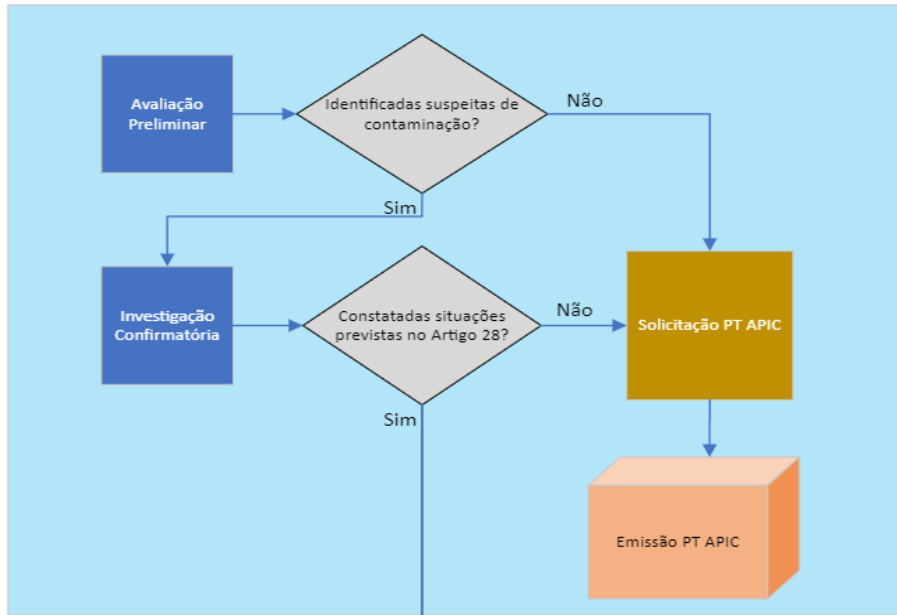 Avaliação
Preliminar
Identificadas suspeitas de
contaminação?
Não
Sim
Investigação
Confirmatória
Constatadas situações
previstas no Artigo 28?
Não
Sim
Solicitação PT APIC
Emissão PT APIC